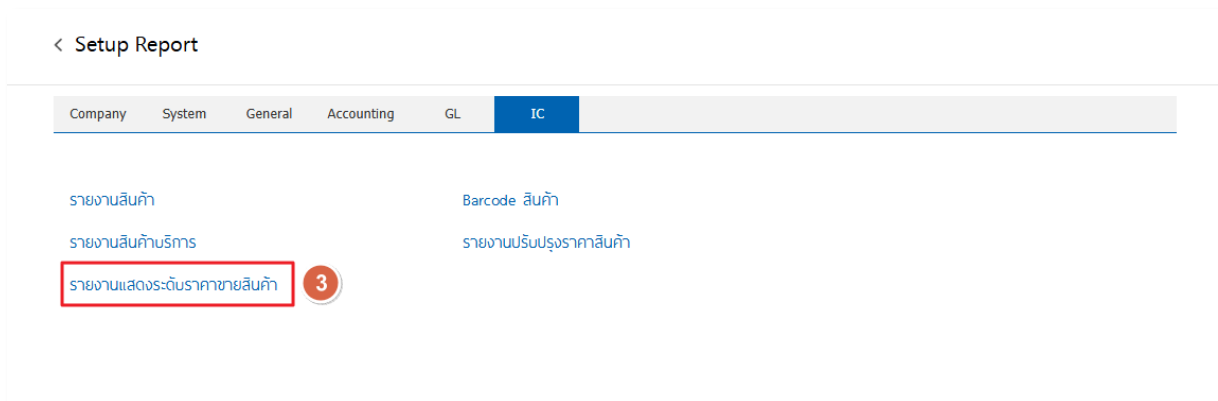 < Setup Report
Company System General Accounting GL IC
รายงานสินค้า
Barcode สินค้า
รายงานสินค้าบริการ
รายงานปรับปรุงราคาสินค้า
รายงานแสดงระดับราคาขายสินค้า
3